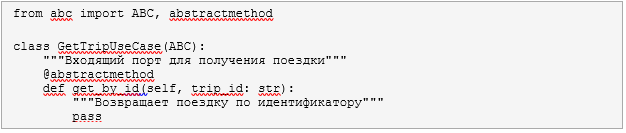 from abc import ABC, abstractmethod

class GetTripUseCase(ABC):
    """Входящий порт для получения поездки"""
    @abstractmethod
    def get_by_id(self, trip_id: str):
        """Возвращает поездку по идентификатору"""
        pass